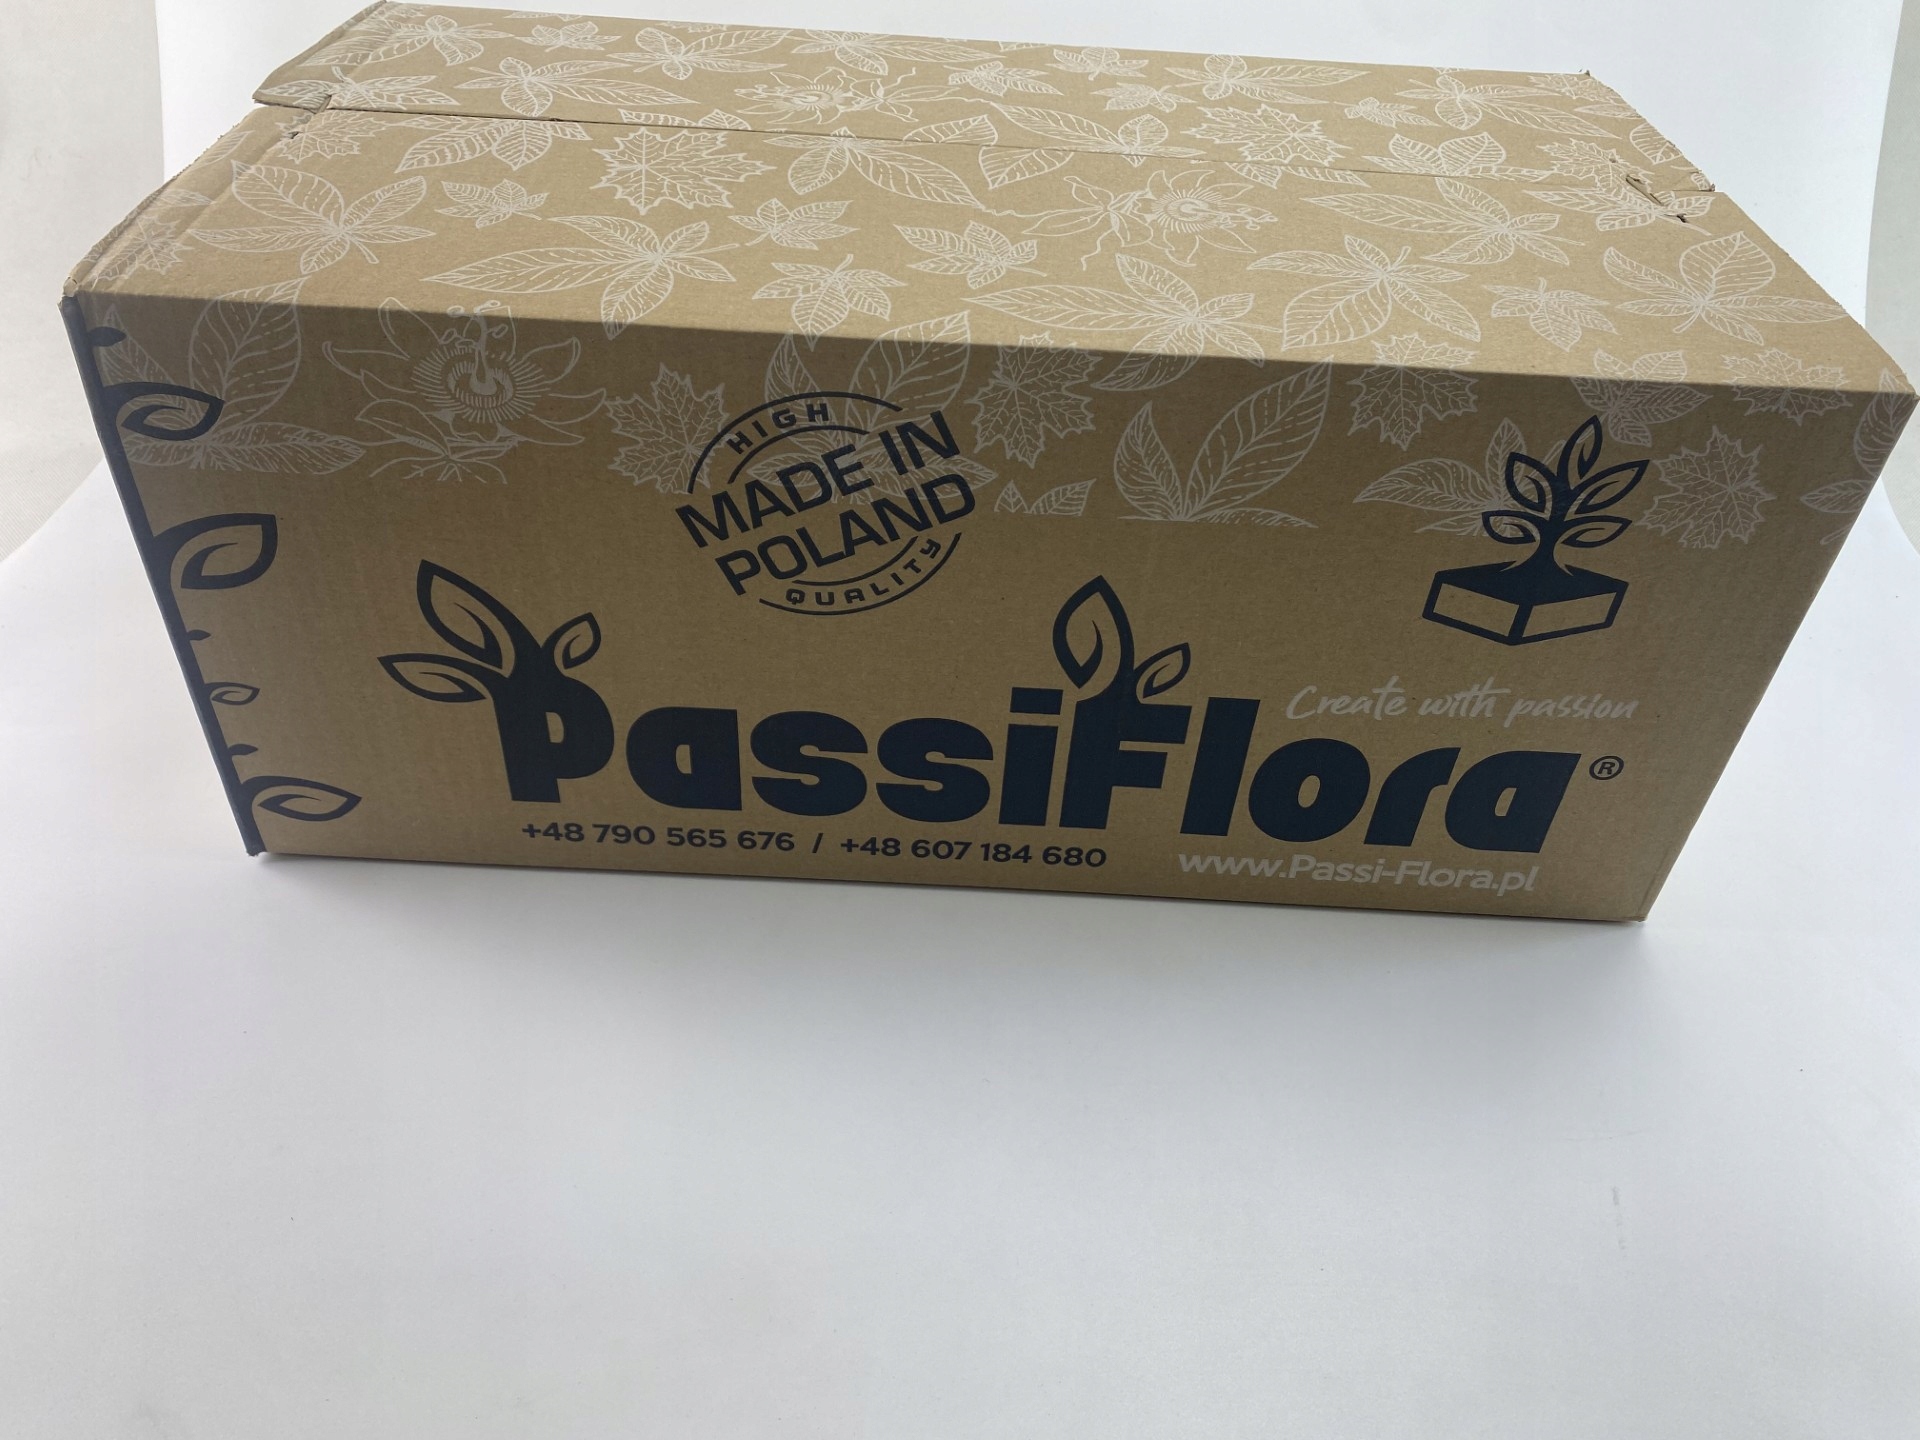 HIGH
MADE IN
POLAND
QUALITY
Create with passion
PassiFlora®
+48 790 565 676 / +48 607 184 680
www.Passi-Flora.pl